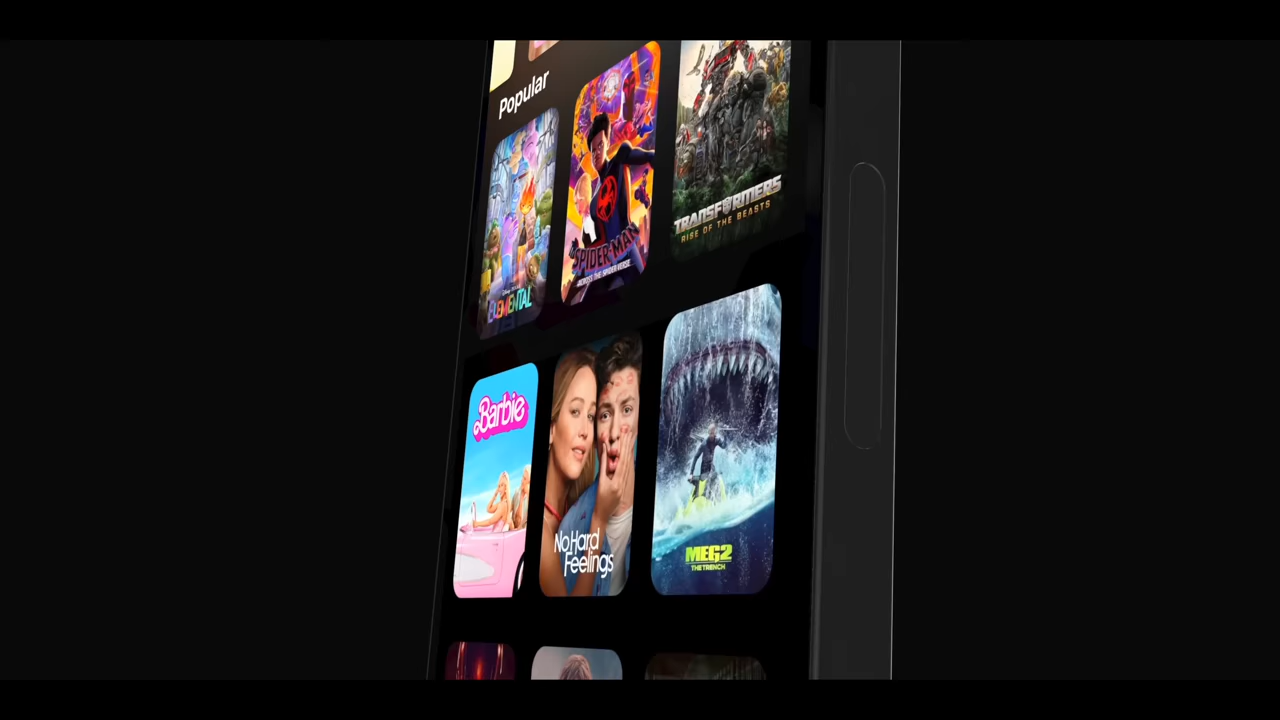 Popular
ELEMENTAL
SPIDER-MAN
ACROSS THE SPIDER-VERSE
TRANSFORMERS
RISE OF THE BEASTS
Barbie
No Hard
Feelings
MEG2
THE TRENCH